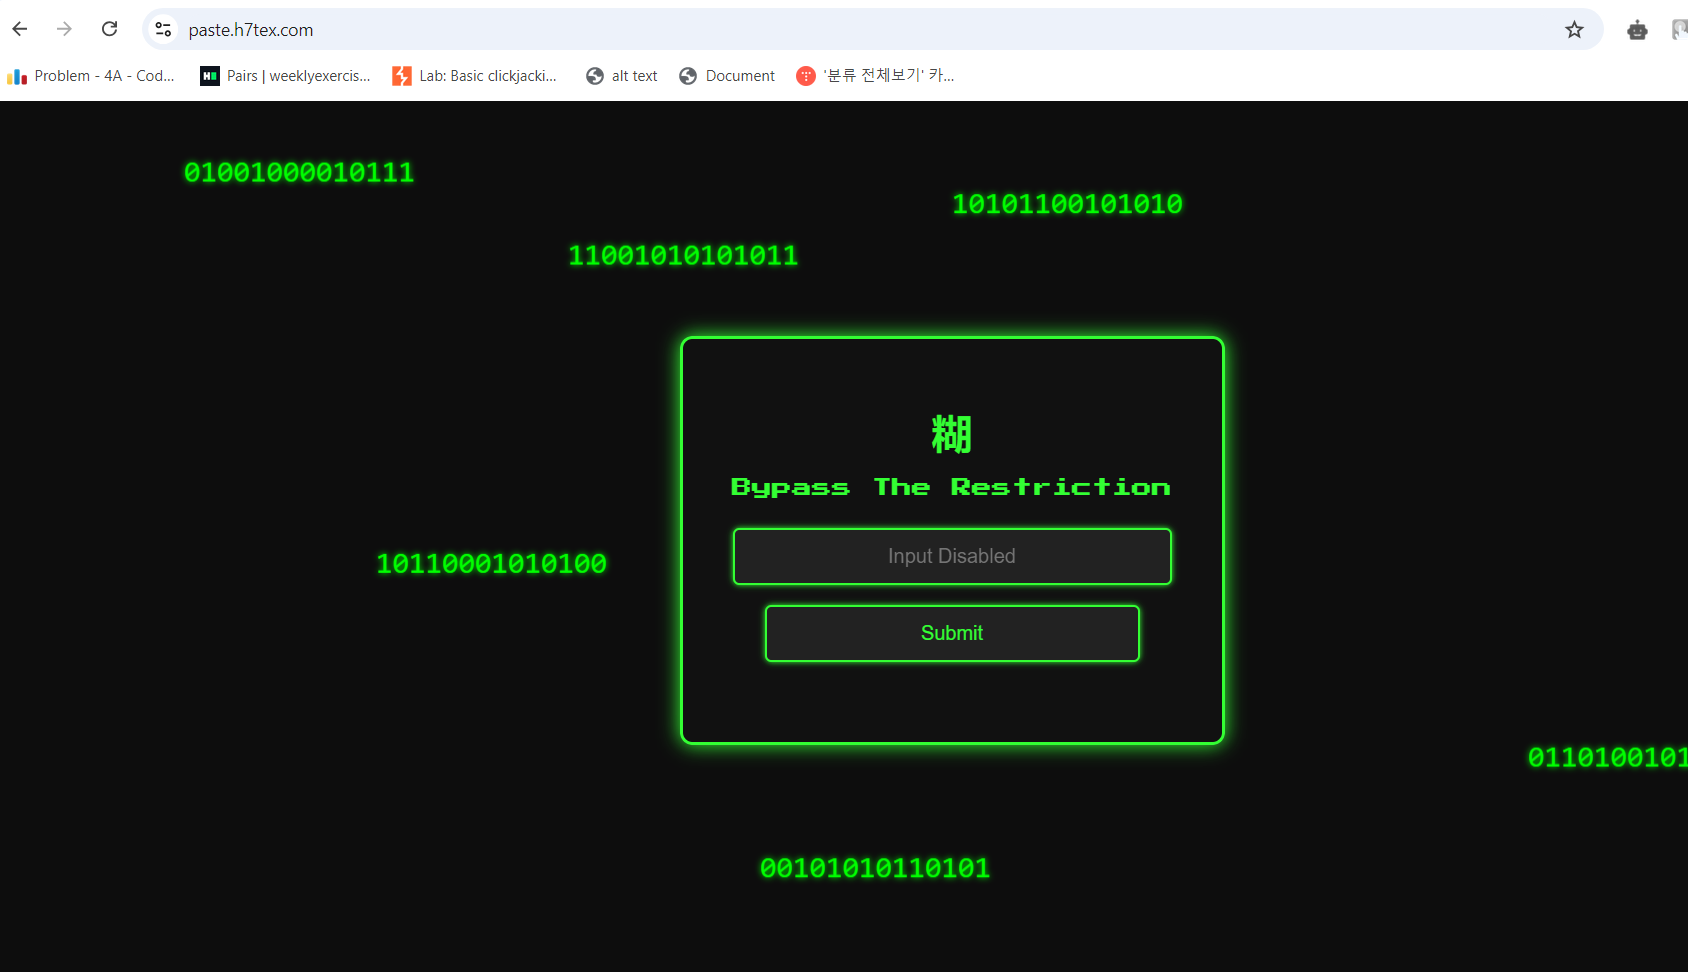 paste.h7tex.com
Problem - 4A - Cod...
Pairs | weeklyexercis...
Lab: Basic clickjacki...
alt text
Document
'분류 전체보기' 카...
01001000010111
10101100101010
11001010101011
糊
Bypass The Restriction
Input Disabled
10110001010100
Submit
0110100101
00101010110101